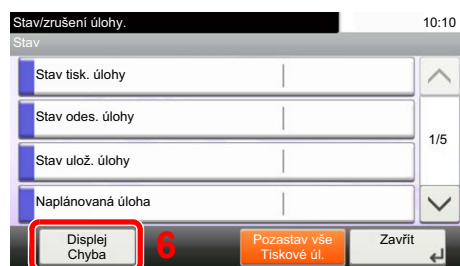 Stav/zrušení úlohy. 10:10
Stav
Stav tisk. úlohy
Stav odes. úlohy
1/5
Stav ulož. úlohy
Naplánovaná úloha
Displej
Chyba
6
Pozastav vše
Tiskové úl.
Zavřít